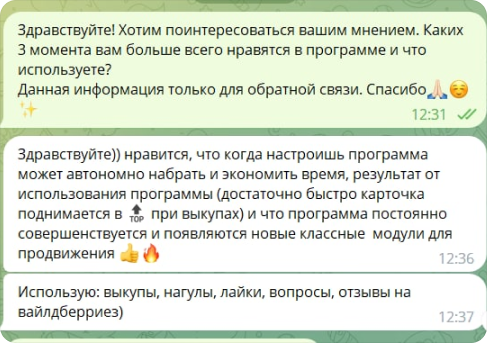 Здравствуйте! Хотим поинтересоваться вашим мнением. Каких
3 момента вам больше всего нравятся в программе и что
используете?
Данная информация только для обратной связи. Спасибо🙏🏻☺️
✨
12:31
Здравствуйте)) нравится, что когда настроишь программа
может автономно набрать и экономить время, результат от
использования программы (достаточно быстро карточка
поднимается в 🔝 при выкупах) и что программа постоянно
совершенствуется и появляются новые классные модули для
продвижения 👍🔥
12:36
Использую: выкупы, нагулы, лайки, вопросы, отзывы на
вайлдберриез)
12:37